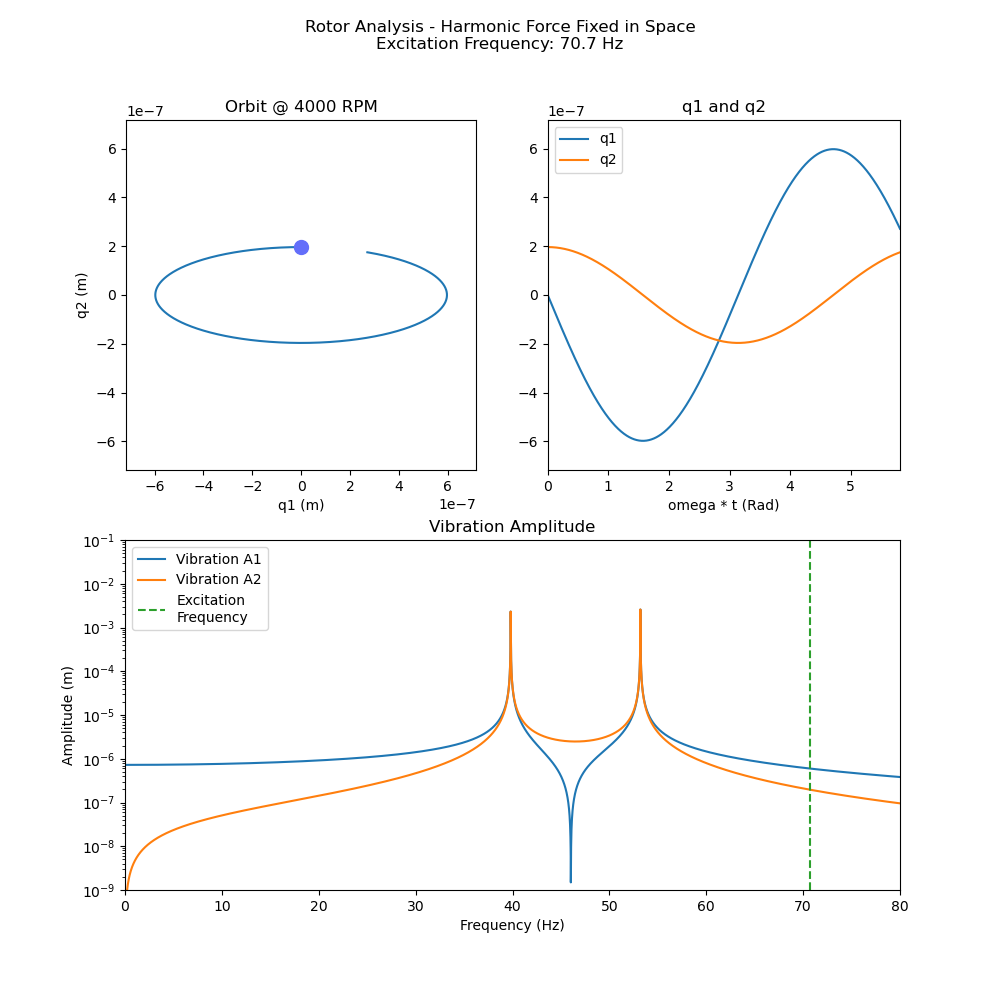 Rotor Analysis - Harmonic Force Fixed in Space
Excitation Frequency: 70.7 Hz
Orbit @ 4000 RPM
1e−7
6
4
2
0
−2
−4
−6
q2 (m)
−6 −4 −2 0 2 4 6
1e−7
q1 (m)
q1 and q2
1e−7
q1
q2
6
4
2
0
−2
−4
−6
0 1 2 3 4 5
omega * t (Rad)
Vibration Amplitude
Vibration A1
Vibration A2
Excitation
Frequency
10⁻¹
10⁻²
10⁻³
10⁻⁴
10⁻⁵
10⁻⁶
10⁻⁷
10⁻⁸
10⁻⁹
Amplitude (m)
0 10 20 30 40 50 60 70 80
Frequency (Hz)